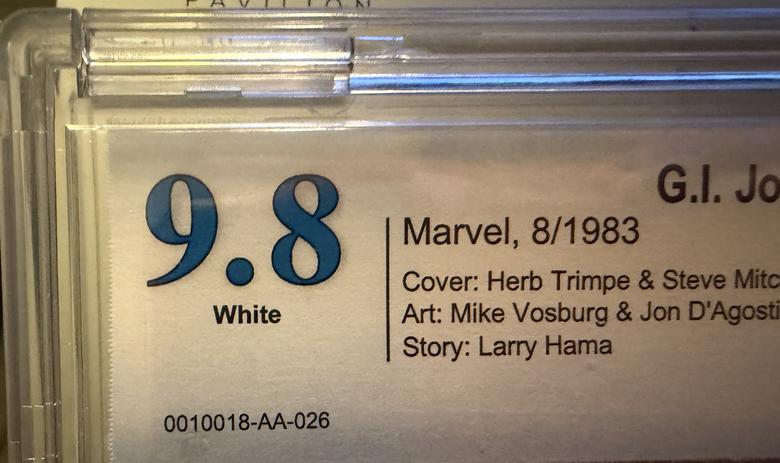 PAVILION
9.8
White
G.I. Jo
Marvel, 8/1983
Cover: Herb Trimpe & Steve Mitc
Art: Mike Vosburg & Jon D'Agosti
Story: Larry Hama
0010018-AA-026